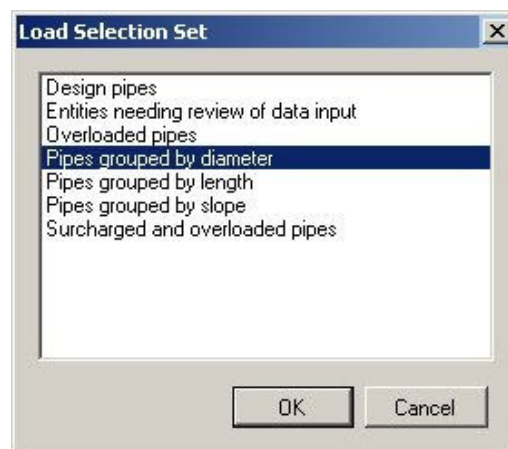 Load Selection Set
Design pipes
Entities needing review of data input
Overloaded pipes
Pipes grouped by diameter
Pipes grouped by length
Pipes grouped by slope
Surcharged and overloaded pipes
OK
Cancel